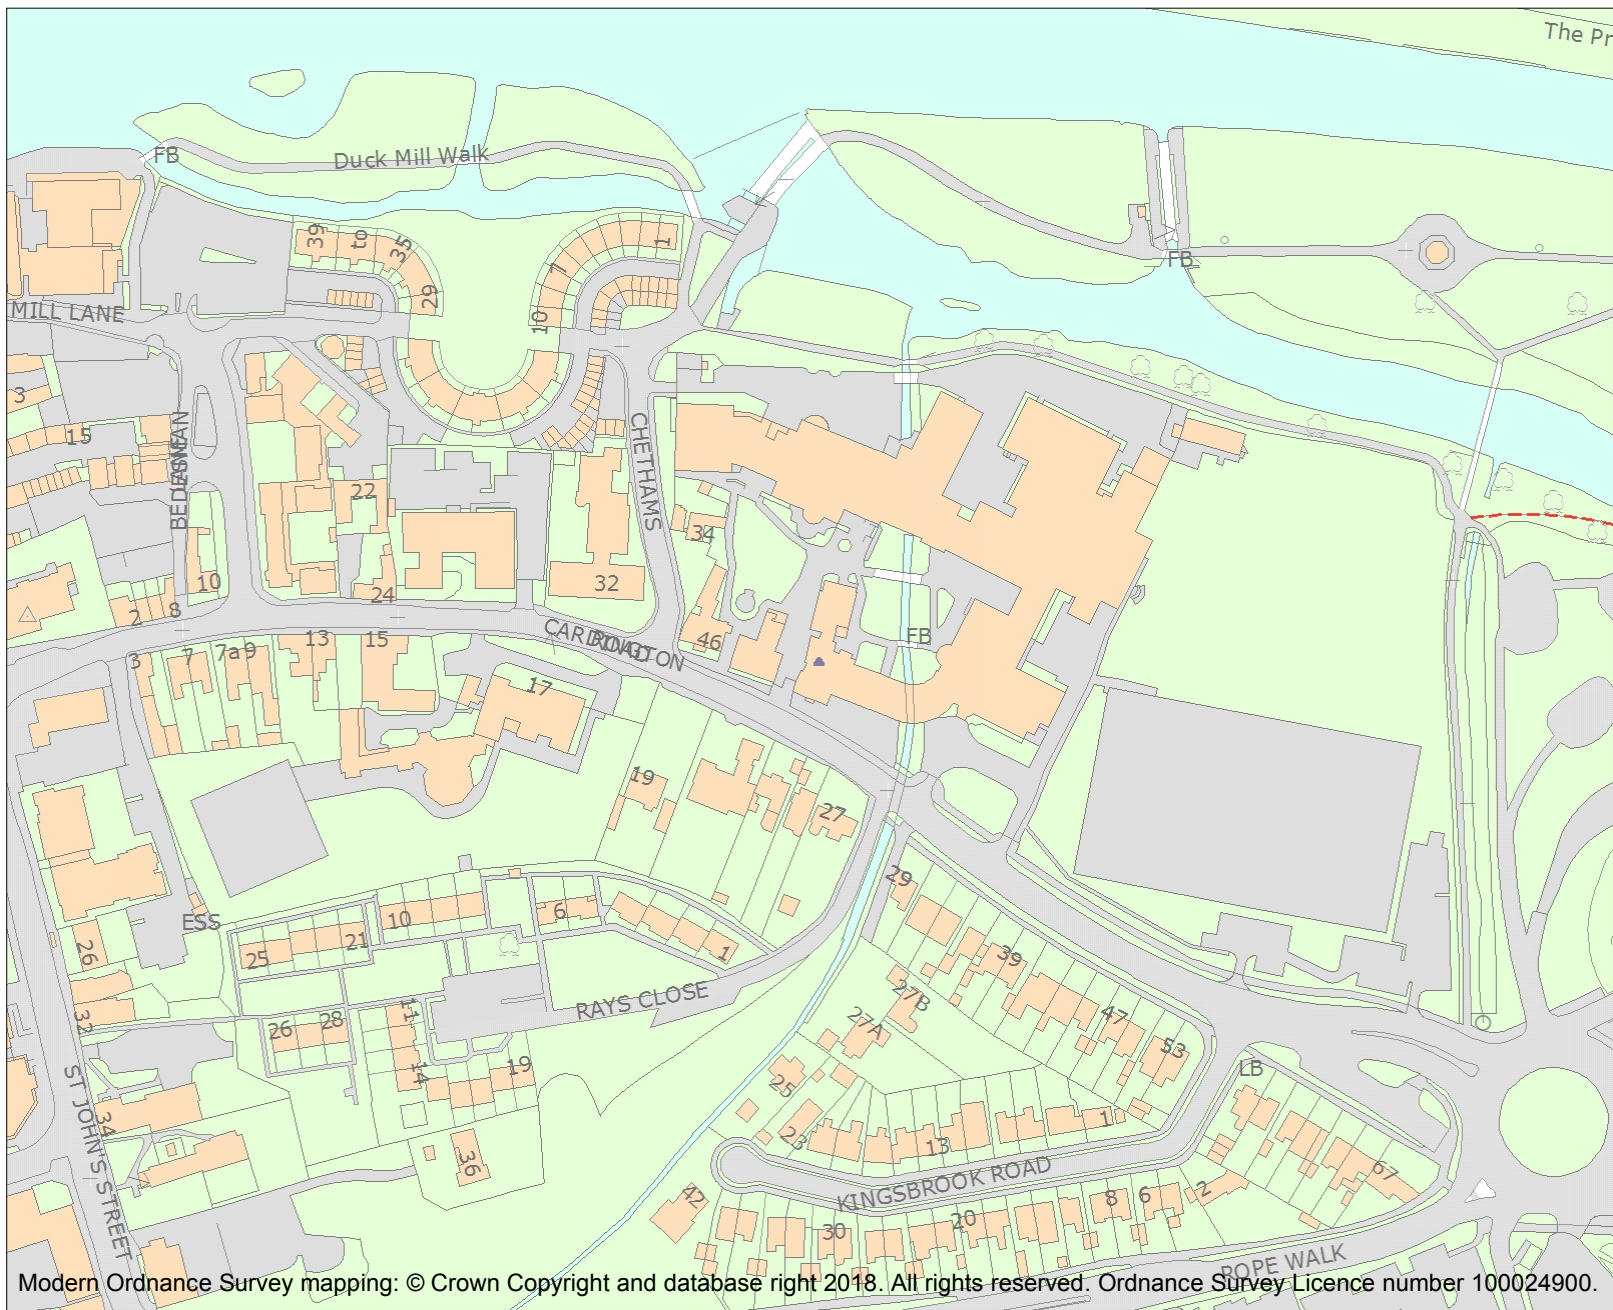 The Pr
FB
Duck Mill Walk
39
to
35
29
1
7
10
FB
MILL LANE
3
15
BEDESMAN
LANE
CHETHAMS
22
34
10
24
32
2
8
46
CARDINGTON
ROAD
FB
3
7
7a
9
13
15
17
19
27
29
ESS
10
6
1
25
21
26
39
27B
RAYS CLOSE
11
27A
47
32
26
28
53
LB
14
19
25
34
23
13
1
ST JOHN'S STREET
36
KINGSBROOK ROAD
67
42
8
6
2
30
20
ROPE WALK
Modern Ordnance Survey mapping: © Crown Copyright and database right 2018. All rights reserved. Ordnance Survey Licence number 100024900.